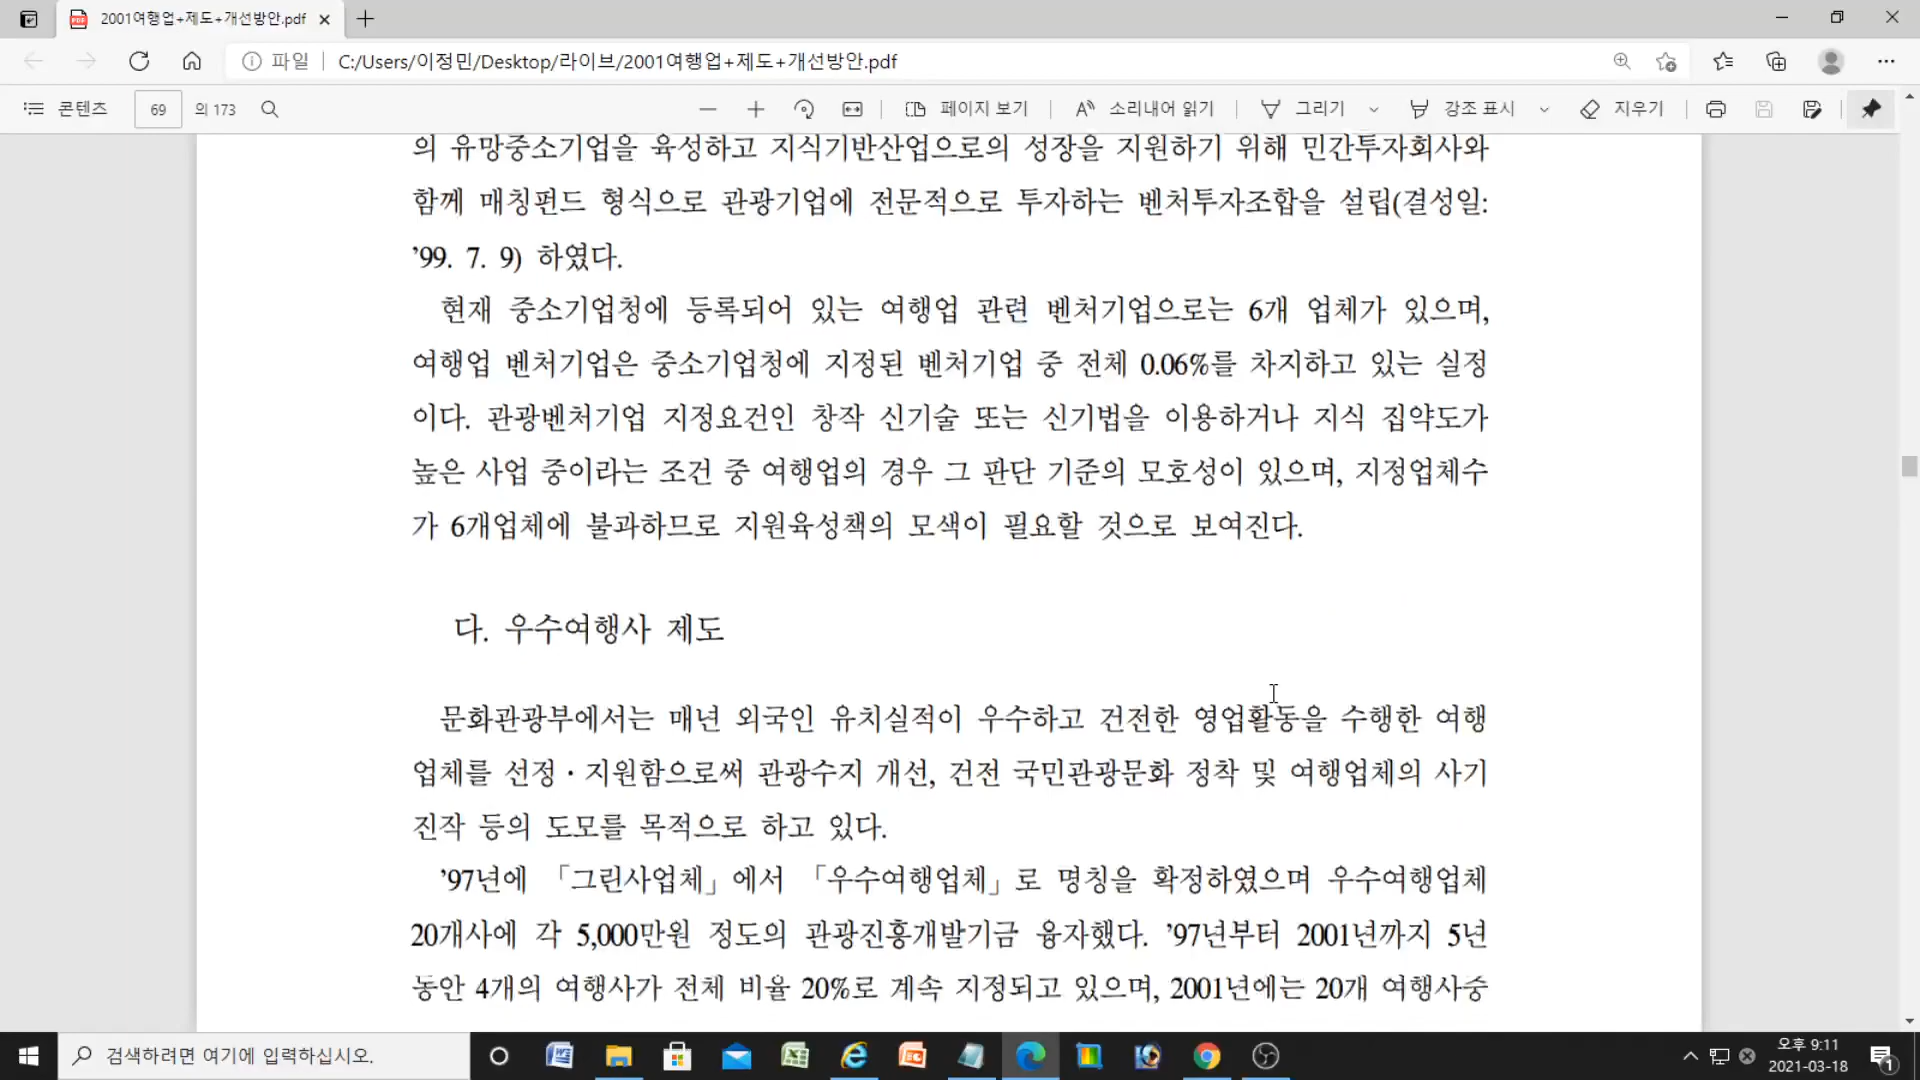 2001여행업+제도+개선방안.pdf
파일
C:/Users/이정민/Desktop/라이브/2001여행업+제도+개선방안.pdf
콘텐츠
69
의 173
페이지 보기
소리내어 읽기
그리기
강조 표시
지우기
의 유망중소기업을 육성하고 지식기반산업으로의 성장을 지원하기 위해 민간투자회사와
함께 매칭펀드 형식으로 관광기업에 전문적으로 투자하는 벤처투자조합을 설립(결성일:
’99. 7. 9) 하였다.
현재 중소기업청에 등록되어 있는 여행업 관련 벤처기업으로는 6개 업체가 있으며,
여행업 벤처기업은 중소기업청에 지정된 벤처기업 중 전체 0.06%를 차지하고 있는 실정
이다. 관광벤처기업 지정요건인 창작 신기술 또는 신기법을 이용하거나 지식 집약도가
높은 사업 중이라는 조건 중 여행업의 경우 그 판단 기준의 모호성이 있으며, 지정업체수
가 6개업체에 불과하므로 지원육성책의 모색이 필요할 것으로 보여진다.
다. 우수여행사 제도
문화관광부에서는 매년 외국인 유치실적이 우수하고 건전한 영업활동을 수행한 여행
업체를 선정·지원함으로써 관광수지 개선, 건전 국민관광문화 정착 및 여행업체의 사기
진작 등의 도모를 목적으로 하고 있다.
’97년에 「그린사업체」에서 「우수여행업체」로 명칭을 확정하였으며 우수여행업체
20개사에 각 5,000만원 정도의 관광진흥개발기금 융자했다. ’97년부터 2001년까지 5년
동안 4개의 여행사가 전체 비율 20%로 계속 지정되고 있으며, 2001년에는 20개 여행사중
검색하려면 여기에 입력하십시오.
오후 9:11
2021-03-18
1